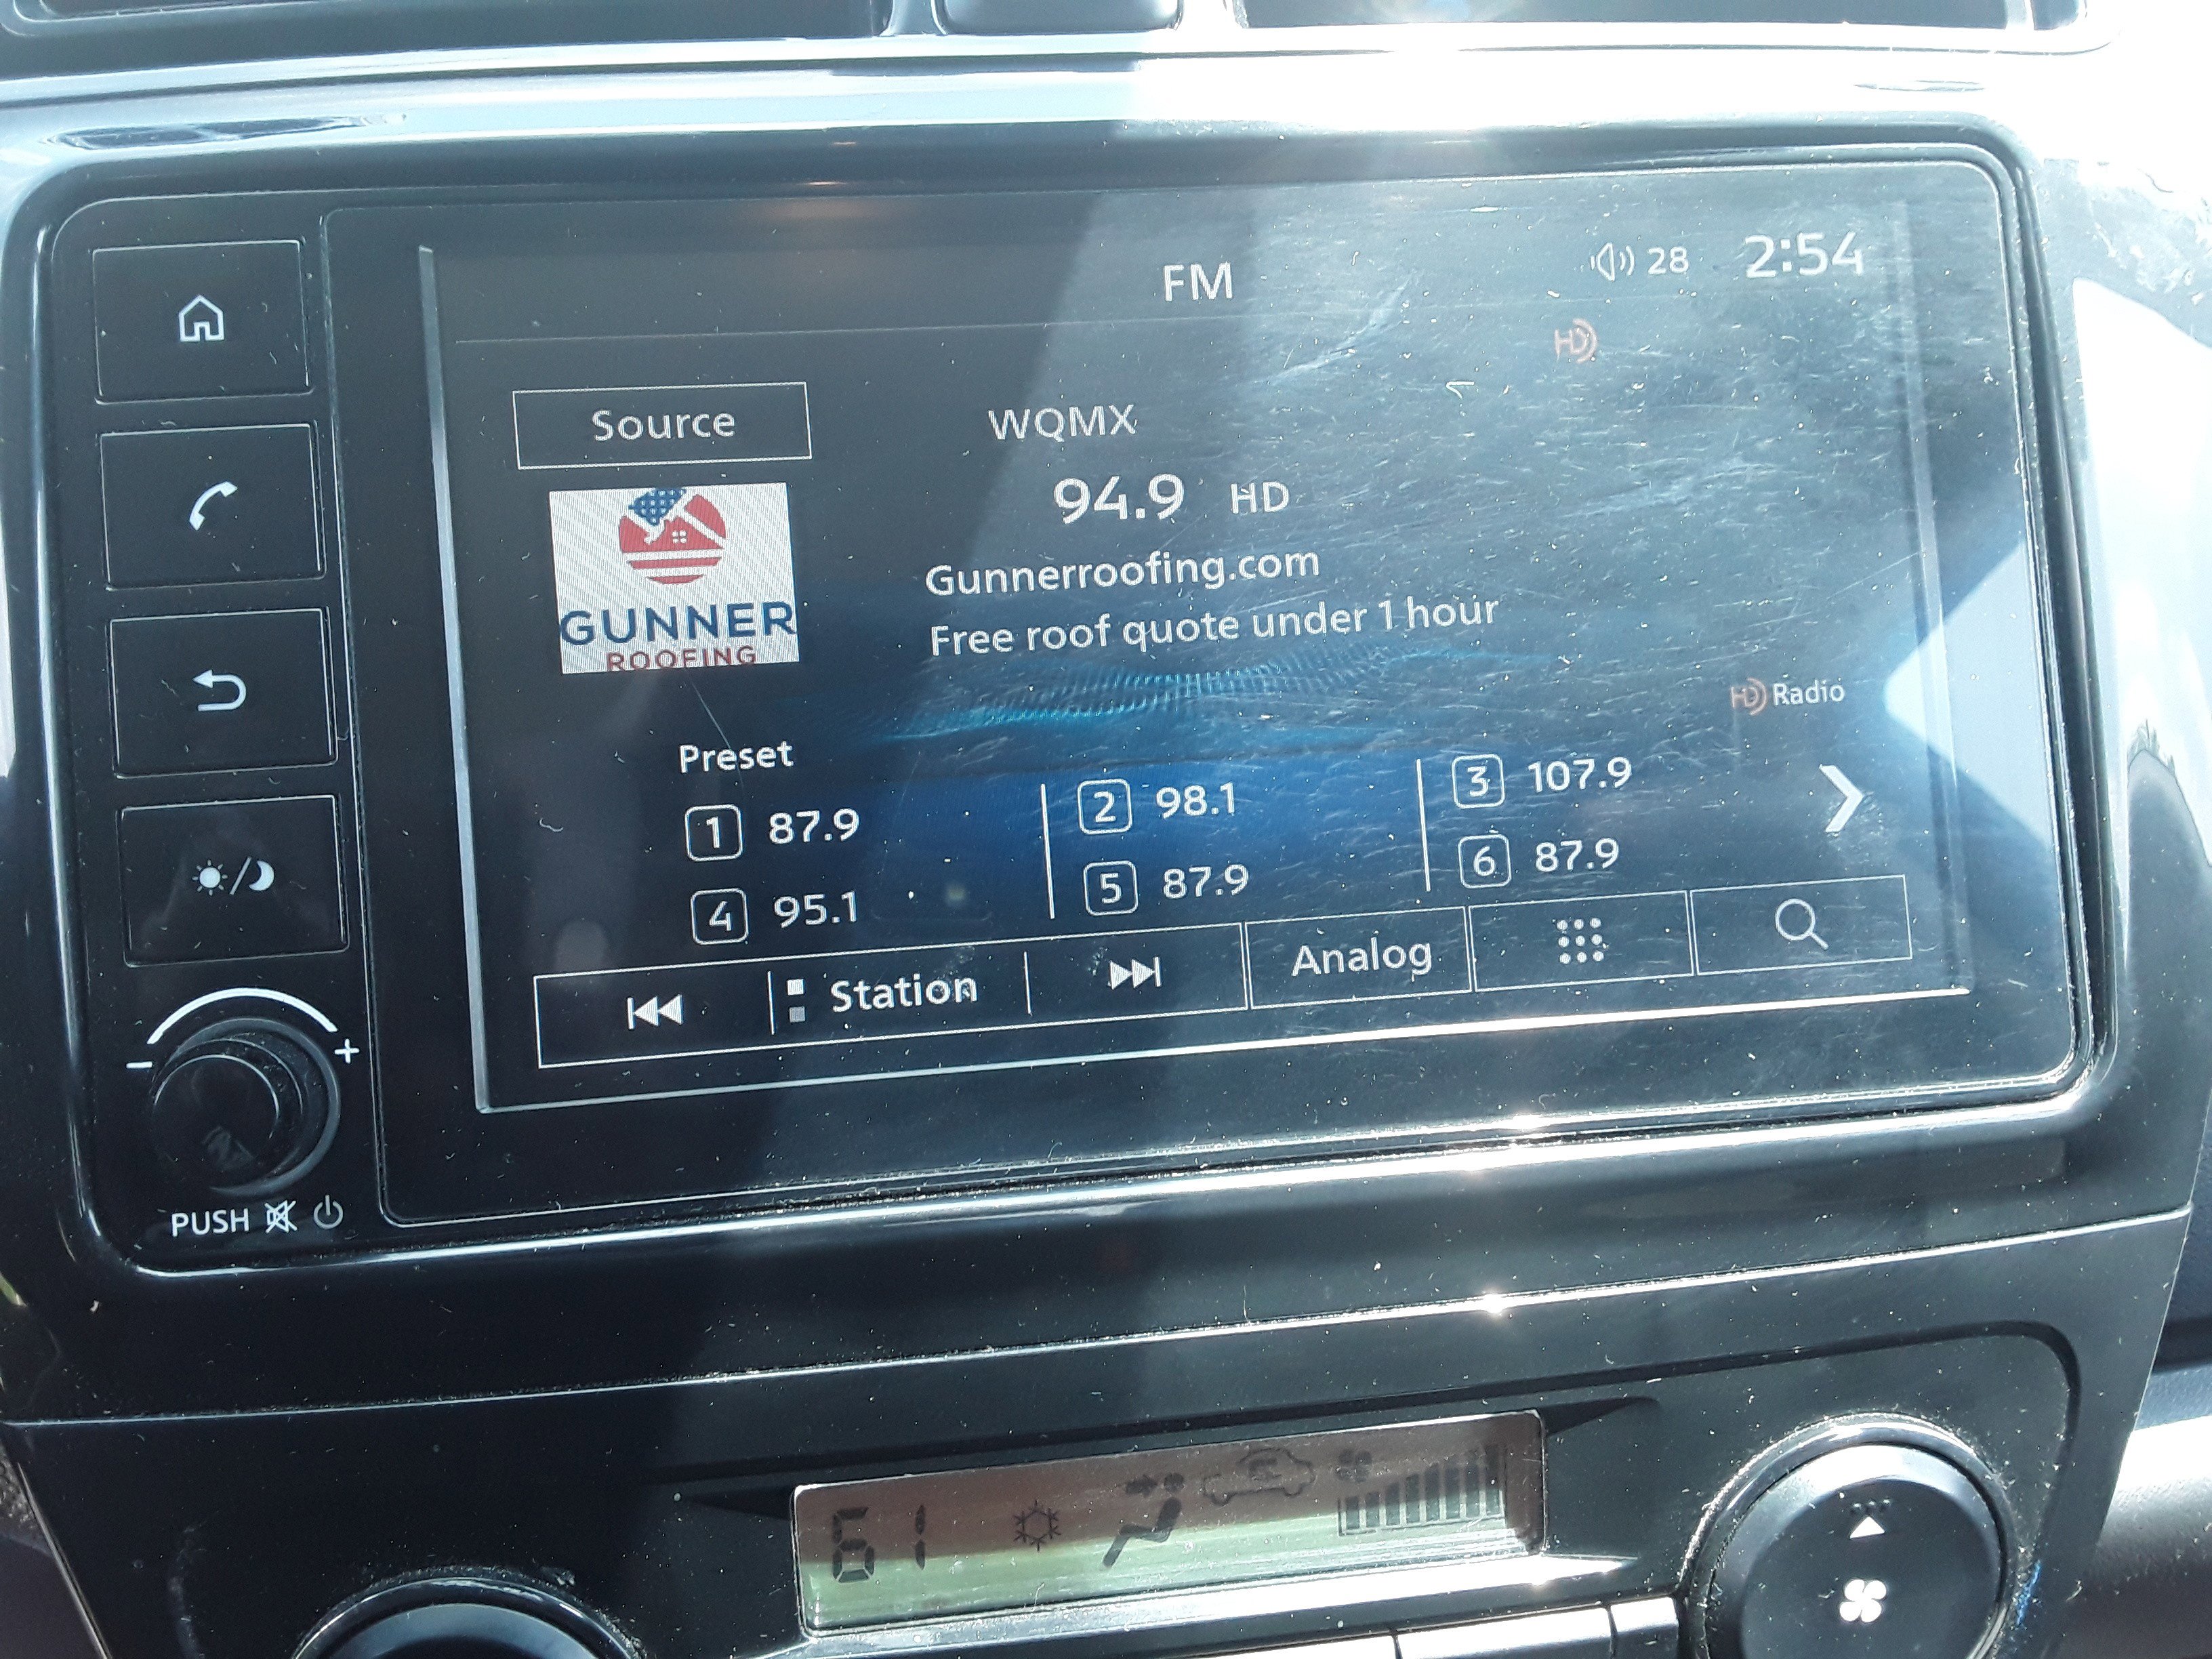 FM
28
2:54
HD
Source
WQMX
94.9 HD
GUNNER
ROOFING
Gunnerroofing.com
Free roof quote under 1 hour
HD Radio
Preset
1 87.9
2 98.1
3 107.9
4 95.1
5 87.9
6 87.9
Station
Analog
- +
PUSH
61